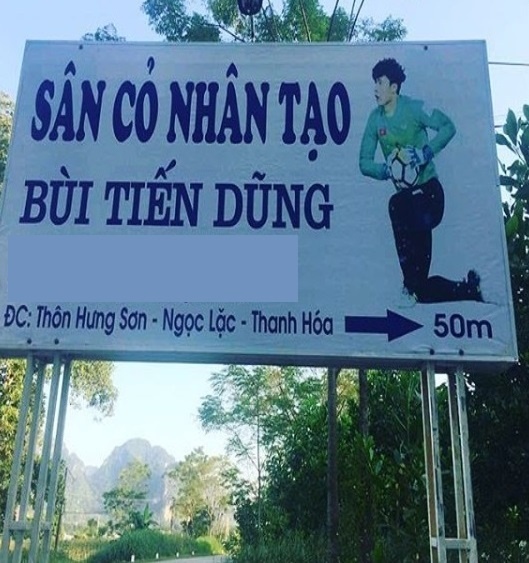 SÂN CỎ NHÂN TẠO
BÙI TIẾN DŨNG
ĐC: Thôn Hưng Sơn - Ngọc Lặc - Thanh Hóa 50m